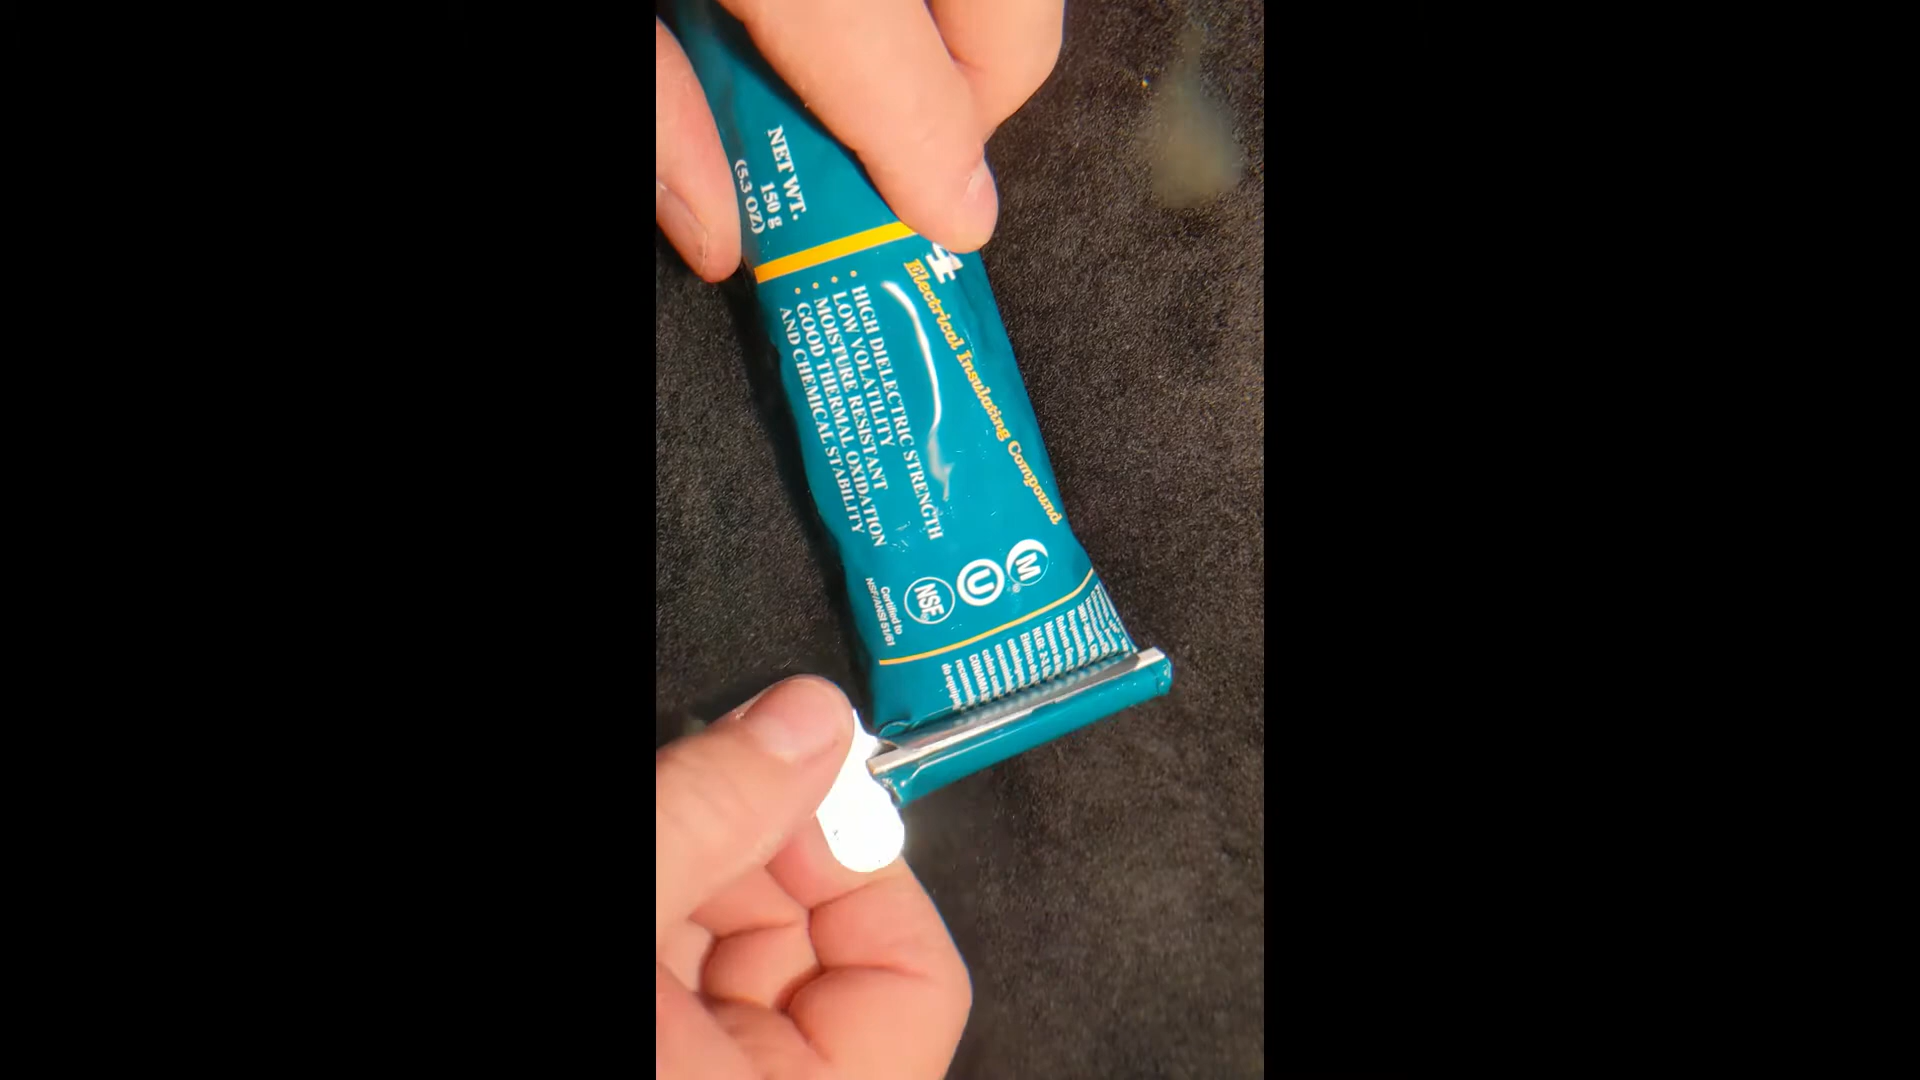 NET WT.
150 g
(5.3 OZ)
4
Electrical Insulating Compound
• HIGH DIELECTRIC STRENGTH
• LOW VOLATILITY
• MOISTURE RESISTANT
• GOOD THERMAL OXIDATION
AND CHEMICAL STABILITY
M
U
NSF
Certified to
NSF/ANSI 51/61